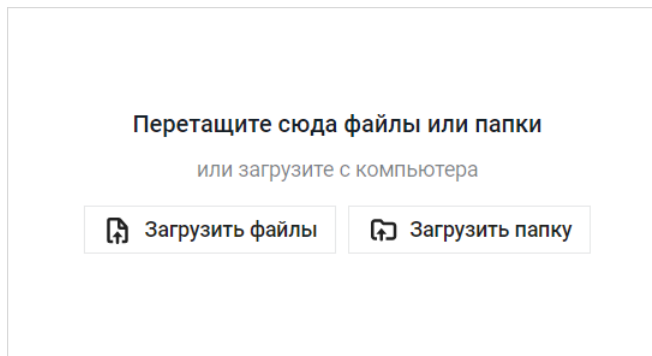 Перетащите сюда файлы или папки
или загрузите с компьютера
Загрузить файлы Загрузить папку